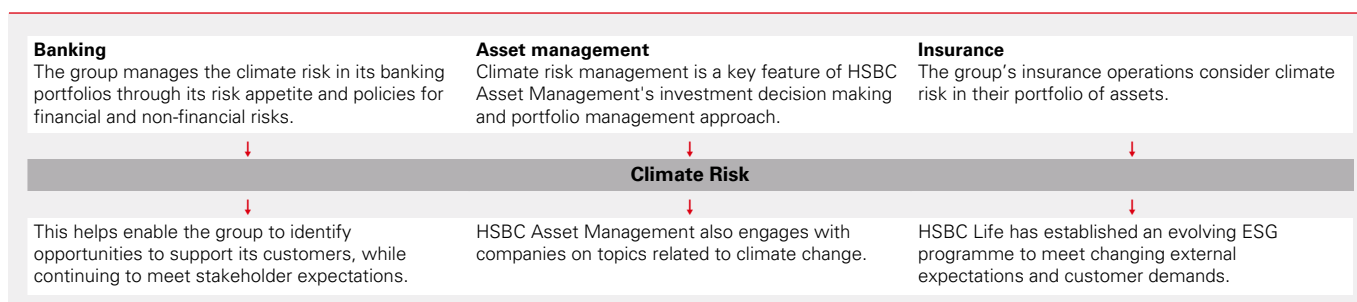 Banking
The group manages the climate risk in its banking
portfolios through its risk appetite and policies for
financial and non-financial risks.
Asset management
Climate risk management is a key feature of HSBC
Asset Management's investment decision making
and portfolio management approach.
Insurance
The group’s insurance operations consider climate
risk in their portfolio of assets.
↓ ↓ ↓
Climate Risk
↓ ↓ ↓
This helps enable the group to identify
opportunities to support its customers, while
continuing to meet stakeholder expectations.
HSBC Asset Management also engages with
companies on topics related to climate change.
HSBC Life has established an evolving ESG
programme to meet changing external
expectations and customer demands.